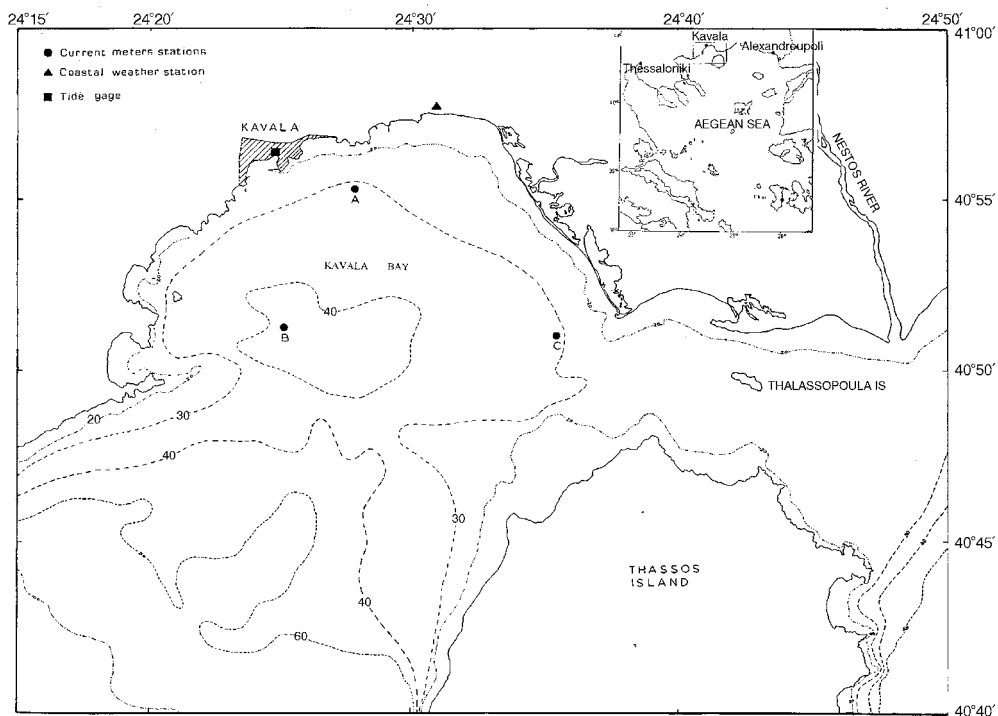 24°15′ 24°20′ 24°30′ 24°40′ 24°50′
41°00′
● Current meters stations
▲ Coastal weather station
■ Tide gage
Kavala
Alexandroupoli
Thessaloniki
AEGEAN SEA
KAVALA
NESTOS RIVER
A
40°55′
KAVALA BAY
40
B
C
40°50′
THALASSOPOULA IS
20
30
40
30
40°45′
THASSOS
ISLAND
40
60
40°40′